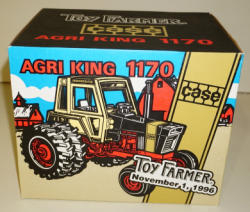 TOY FARMER
CASE
AGRI KING 1170
CASE
TOY FARMER
November 1, 1996